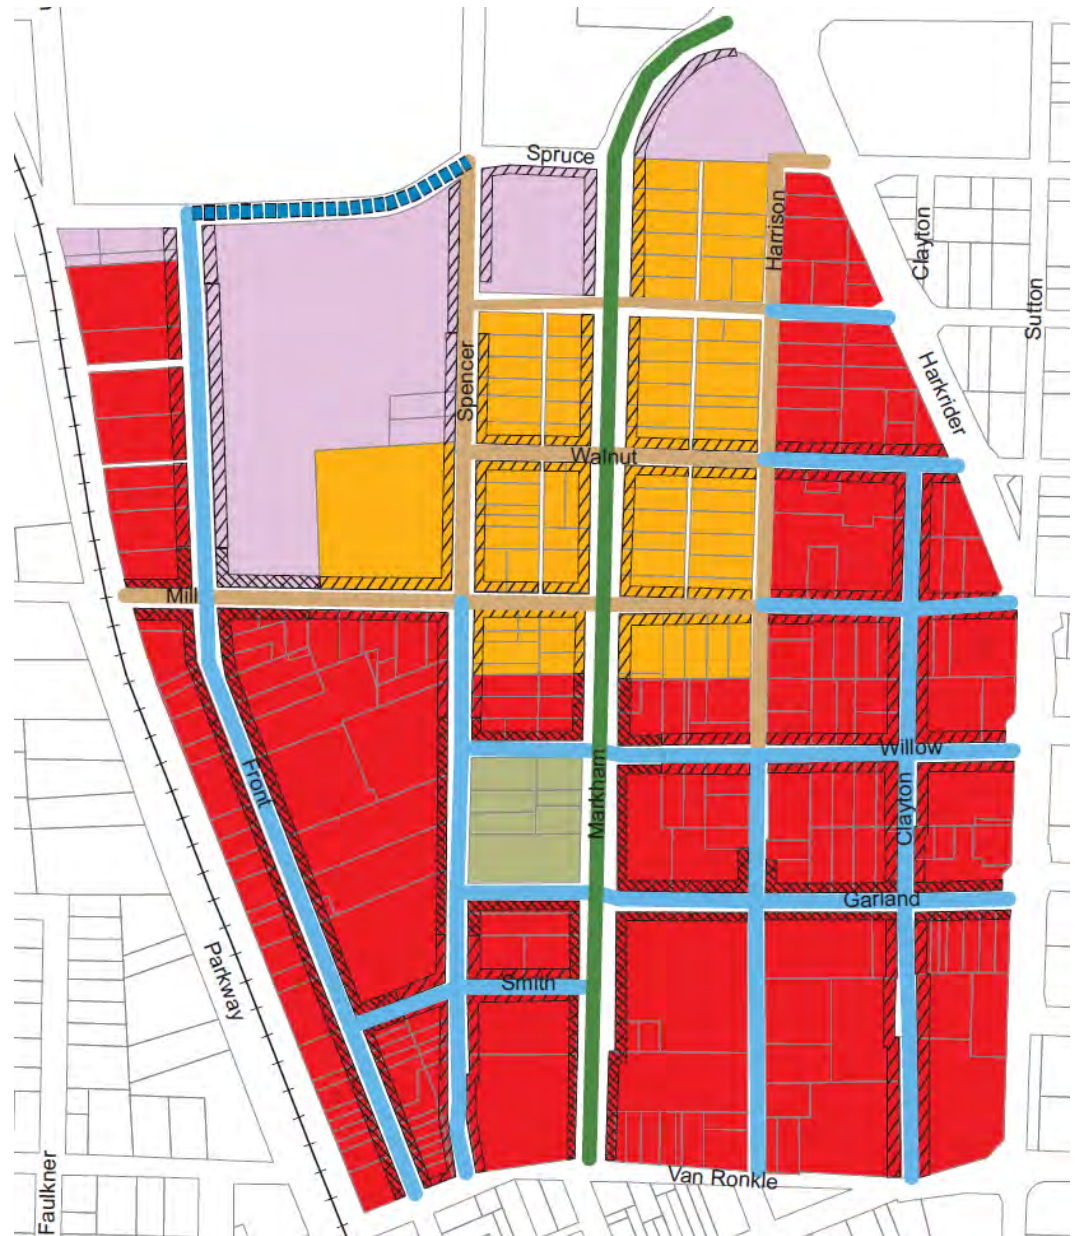 Spruce
Harrison
Clayton
Sutton
Spencer
Harkrider
Walnut
Mill
Front
Markham
Willow
Clayton
Garland
Parkway
Smith
Van Ronkle
Faulkner